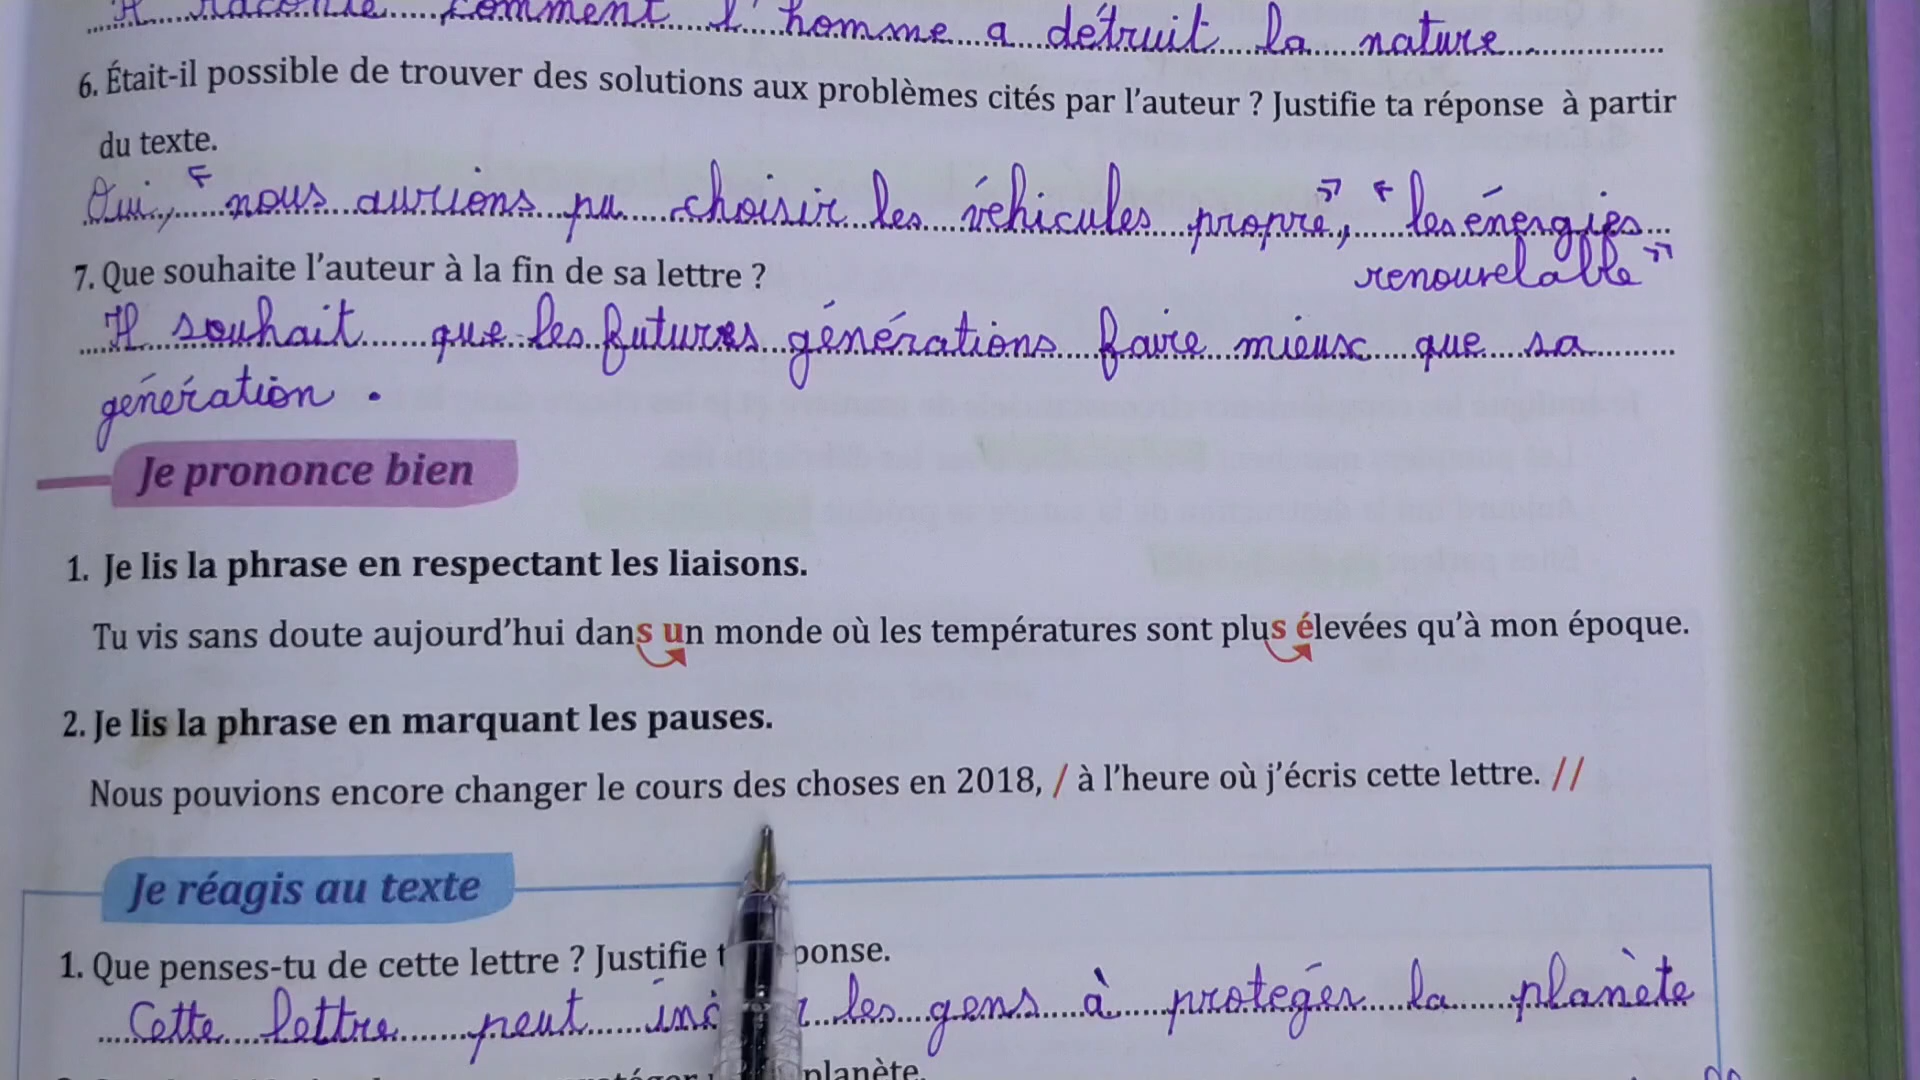 Il raconte comment l'homme a détruit la nature
6. Était-il possible de trouver des solutions aux problèmes cités par l'auteur ? Justifie ta réponse à partir
du texte.
Oui, « nous aurions pu choisir les véhicules propre », « les énergies
renouvelable »
7. Que souhaite l'auteur à la fin de sa lettre ?
Il souhait que les futures générations faire mieux que sa
génération.
Je prononce bien
1. Je lis la phrase en respectant les liaisons.
Tu vis sans doute aujourd'hui dans un monde où les températures sont plus élevées qu'à mon époque.
2. Je lis la phrase en marquant les pauses.
Nous pouvions encore changer le cours des choses en 2018, / à l'heure où j'écris cette lettre. //
Je réagis au texte
1. Que penses-tu de cette lettre ? Justifie t ponse.
Cette lettre peut les gens à protégér la planète
planète.